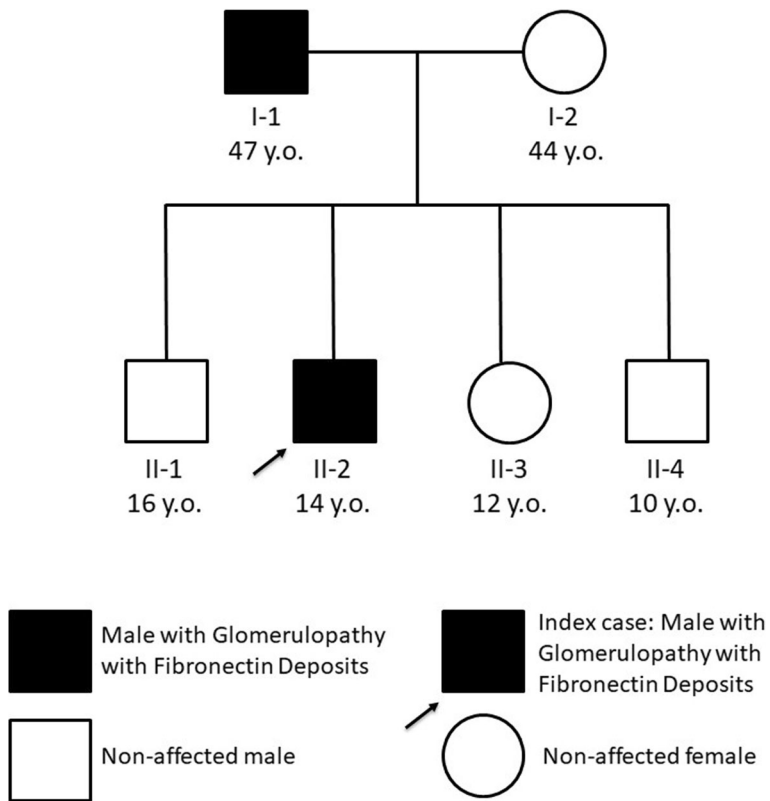 I-1
47 y.o.
I-2
44 y.o.
II-1
16 y.o.
II-2
14 y.o.
II-3
12 y.o.
II-4
10 y.o.
Male with Glomerulopathy
with Fibronectin Deposits
Index case: Male with
Glomerulopathy with
Fibronectin Deposits
Non-affected male
Non-affected female